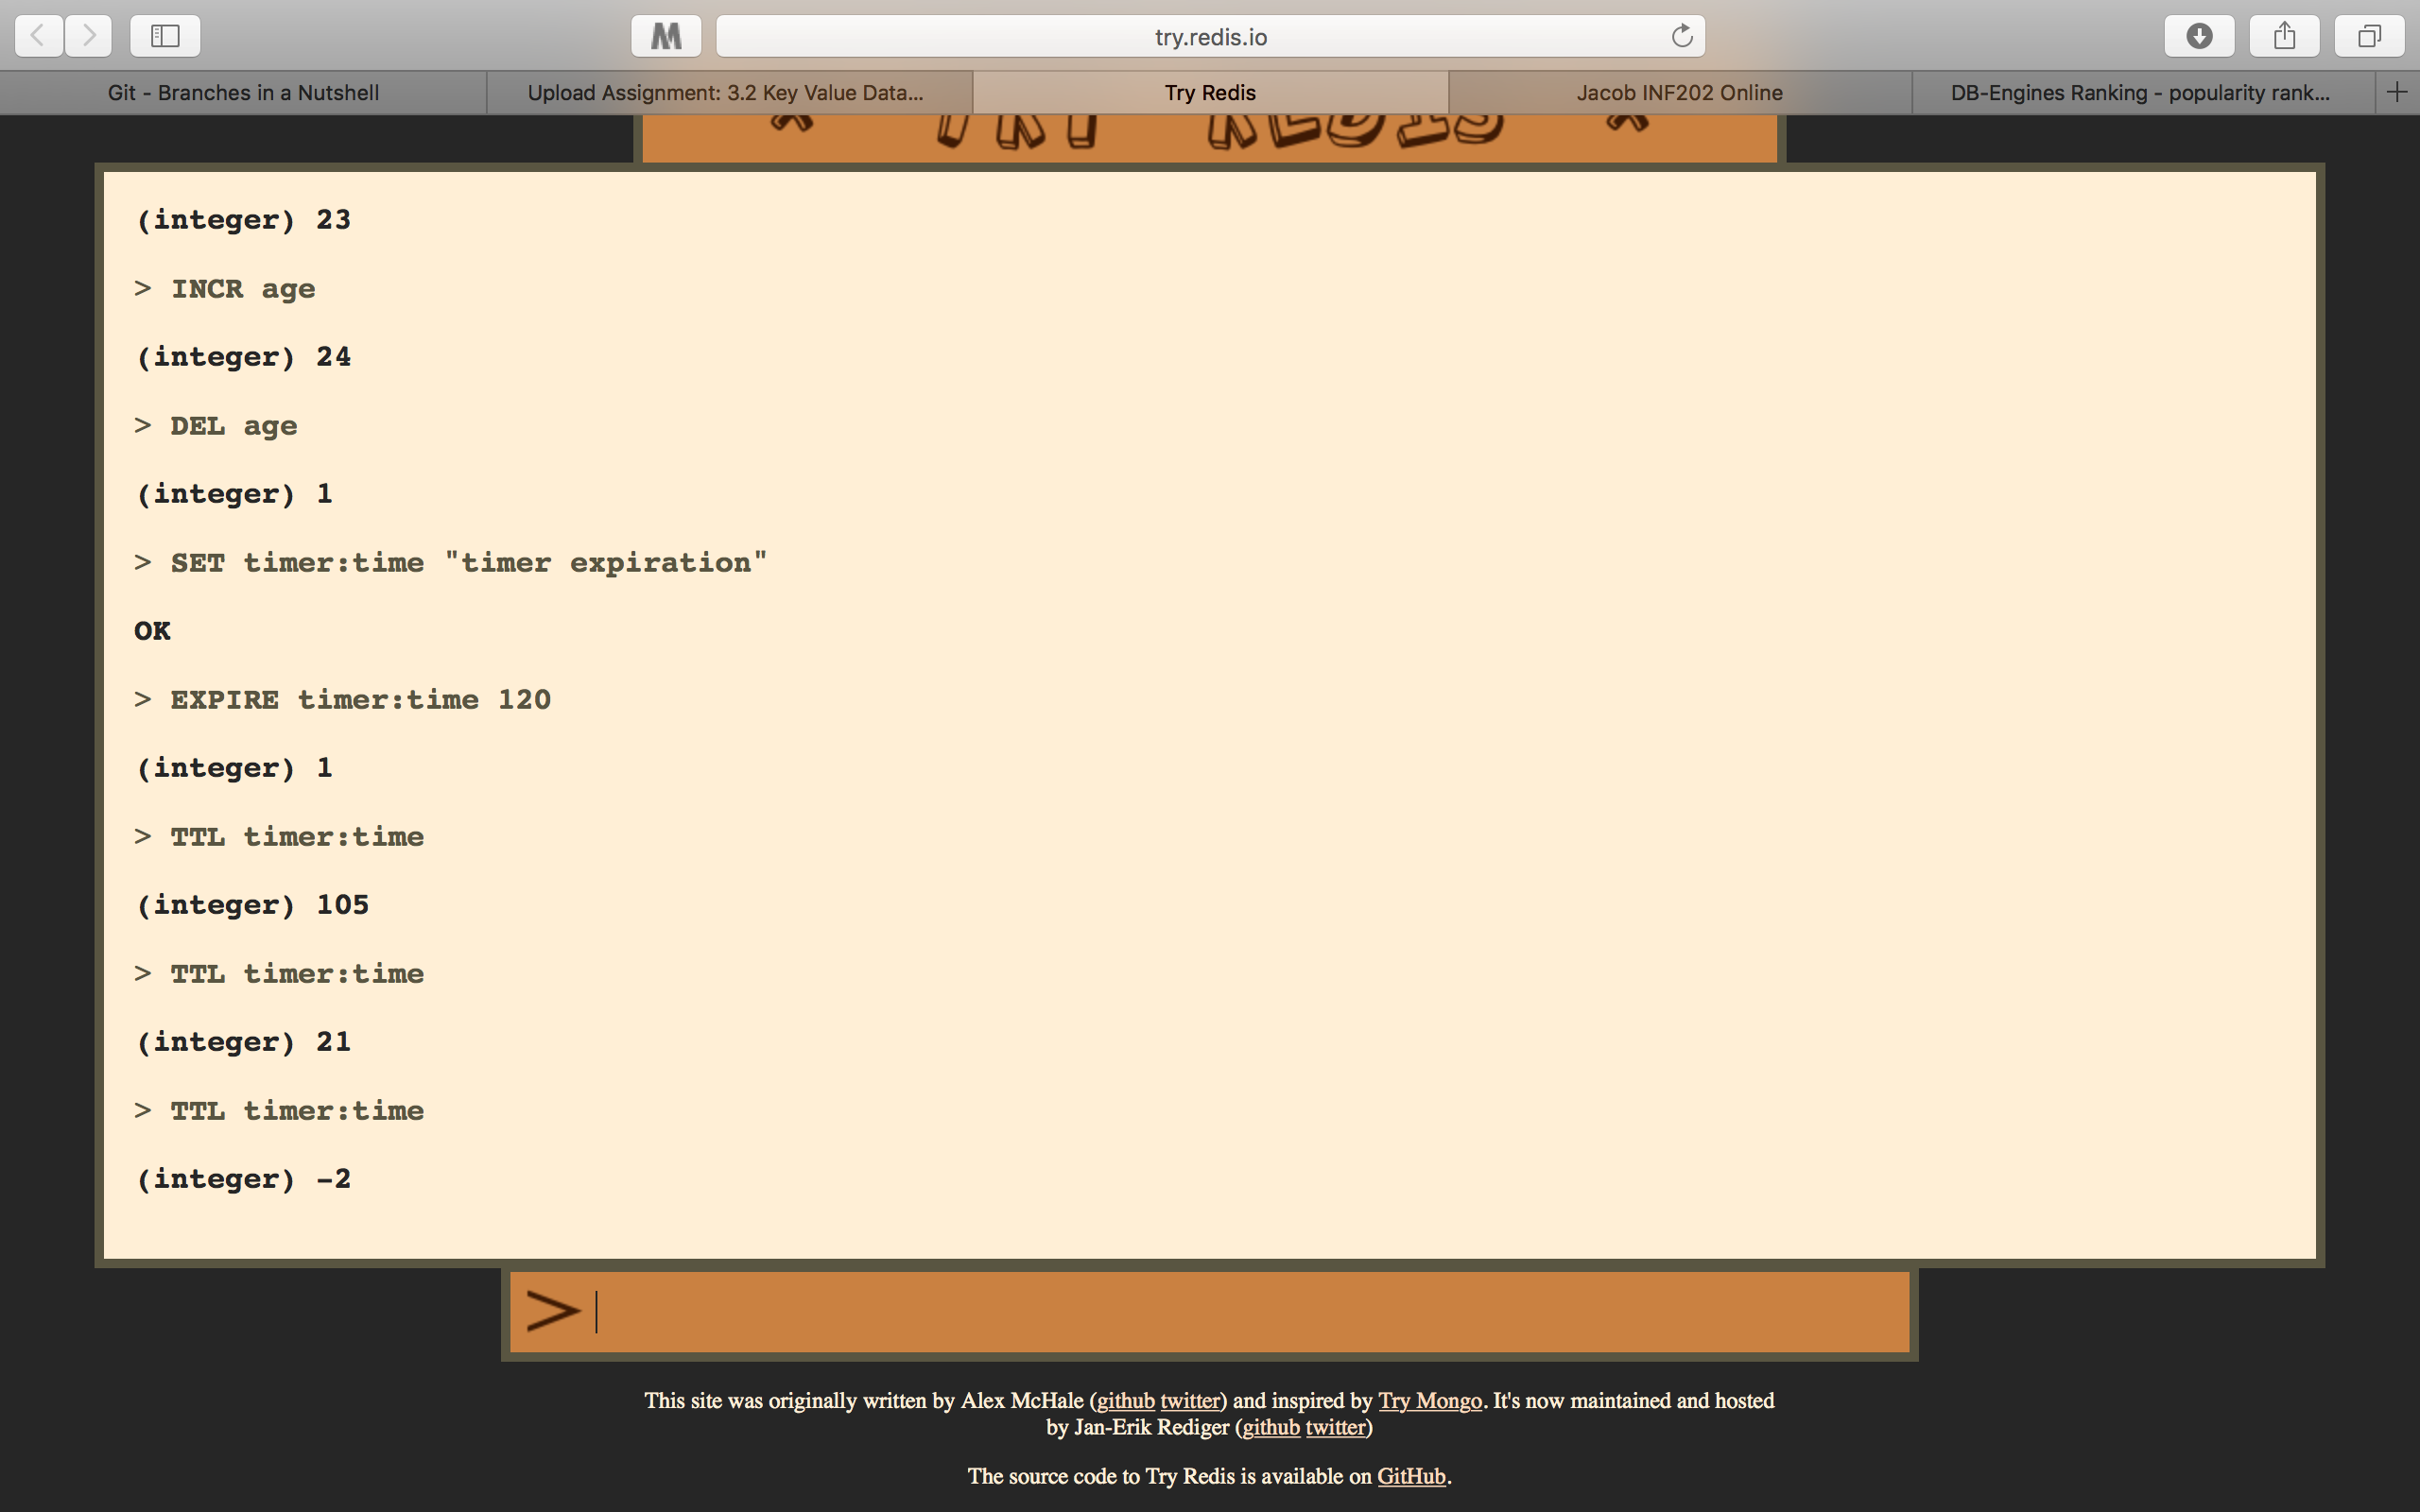 M
try.redis.io
Git - Branches in a Nutshell
Upload Assignment: 3.2 Key Value Data...
Try Redis
Jacob INF202 Online
DB-Engines Ranking - popularity rank...
TRY REDIS
(integer) 23
> INCR age
(integer) 24
> DEL age
(integer) 1
> SET timer:time "timer expiration"
OK
> EXPIRE timer:time 120
(integer) 1
> TTL timer:time
(integer) 105
> TTL timer:time
(integer) 21
> TTL timer:time
(integer) -2
>
This site was originally written by Alex McHale (github twitter) and inspired by Try Mongo. It's now maintained and hosted
by Jan-Erik Rediger (github twitter)
The source code to Try Redis is available on GitHub.